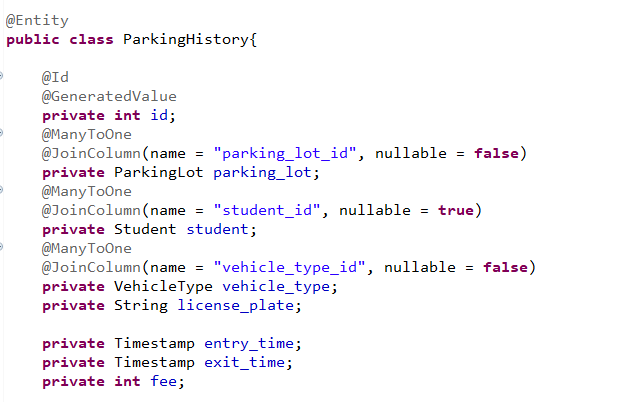 @Entity
public class ParkingHistory{
@Id
@GeneratedValue
private int id;
@ManyToOne
@JoinColumn(name = "parking_lot_id", nullable = false)
private ParkingLot parking_lot;
@ManyToOne
@JoinColumn(name = "student_id", nullable = true)
private Student student;
@ManyToOne
@JoinColumn(name = "vehicle_type_id", nullable = false)
private VehicleType vehicle_type;
private String license_plate;
private Timestamp entry_time;
private Timestamp exit_time;
private int fee;